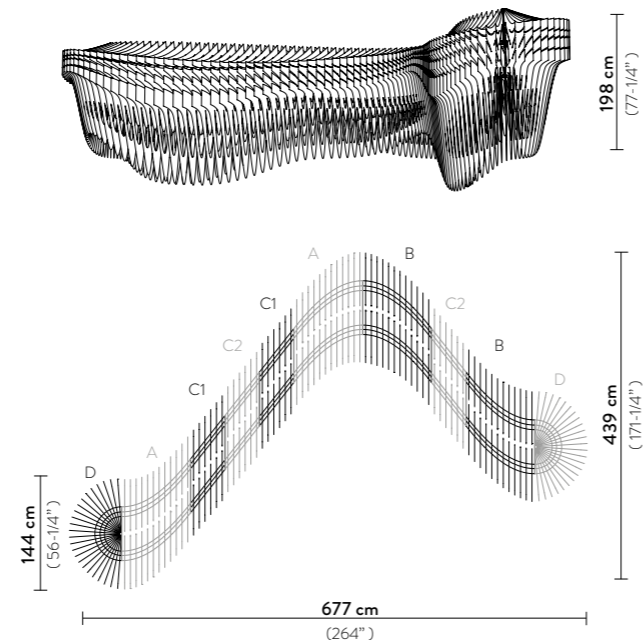 198 cm
(77-1/4")
A
B
C1
C2
C2
B
C1
D
A
D
439 cm
( 171-1/4" )
144 cm
( 56-1/4" )
677 cm
(264" )